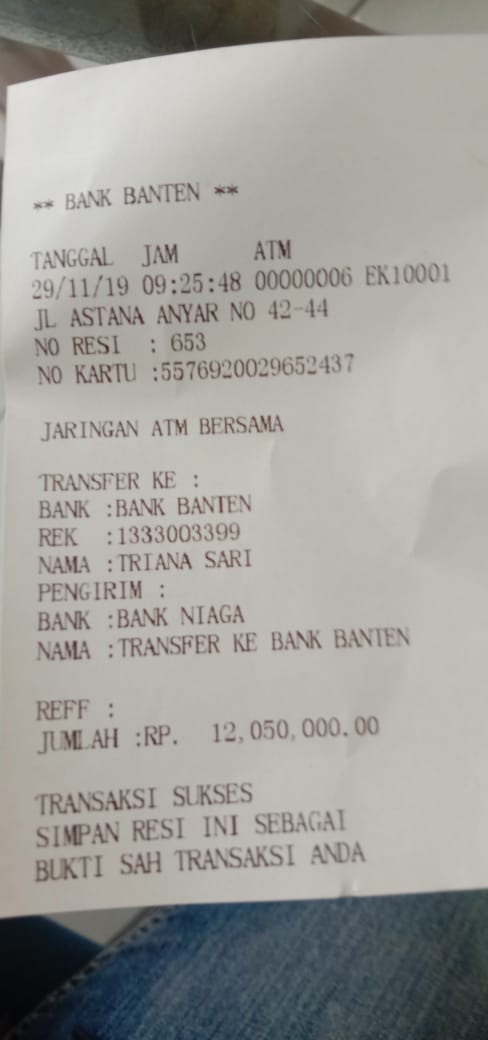 ** BANK BANTEN **
TANGGAL JAM ATM
29/11/19 09:25:48 00000006 EK10001
JL ASTANA ANYAR NO 42-44
NO RESI : 653
NO KARTU :5576920029652437
JARINGAN ATM BERSAMA
TRANSFER KE :
BANK :BANK BANTEN
REK :1333003399
NAMA :TRIANA SARI
PENGIRIM :
BANK :BANK NIAGA
NAMA :TRANSFER KE BANK BANTEN
REFF :
JUMLAH :RP. 12,050,000.00
TRANSAKSI SUKSES
SIMPAN RESI INI SEBAGAI
BUKTI SAH TRANSAKSI ANDA